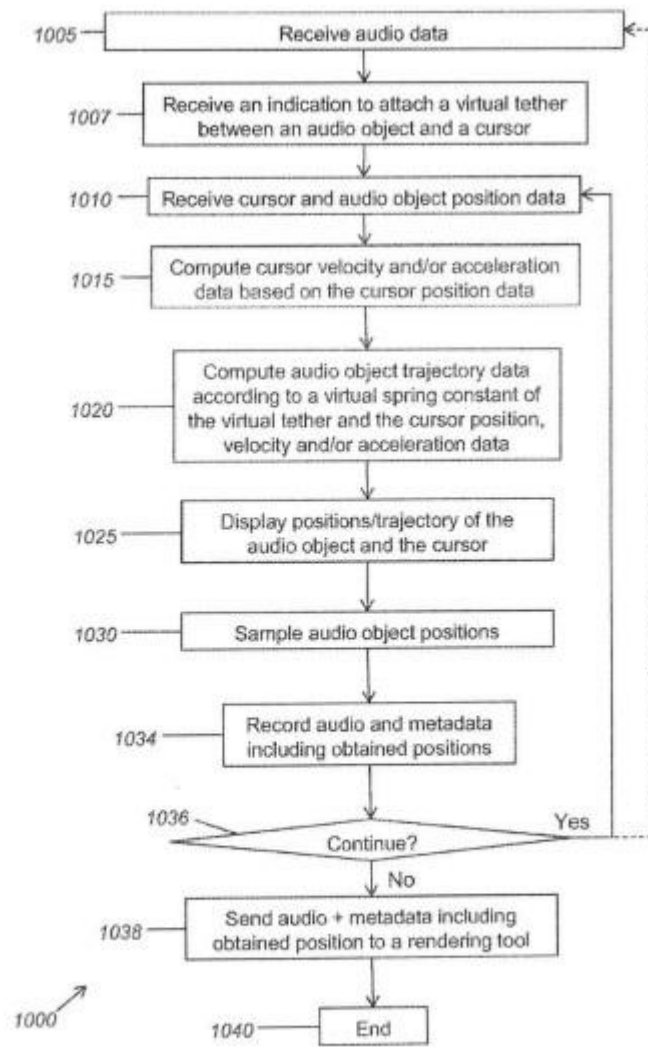 1005
Receive audio data
1007
Receive an indication to attach a virtual tether
between an audio object and a cursor
1010
Receive cursor and audio object position data
1015
Compute cursor velocity and/or acceleration
data based on the cursor position data
1020
Compute audio object trajectory data
according to a virtual spring constant of
the virtual tether and the cursor position,
velocity and/or acceleration data
1025
Display positions/trajectory of the
audio object and the cursor
1030
Sample audio object positions
1034
Record audio and metadata
including obtained positions
1036
Continue?
Yes
No
1038
Send audio + metadata including
obtained position to a rendering tool
1000
1040
End